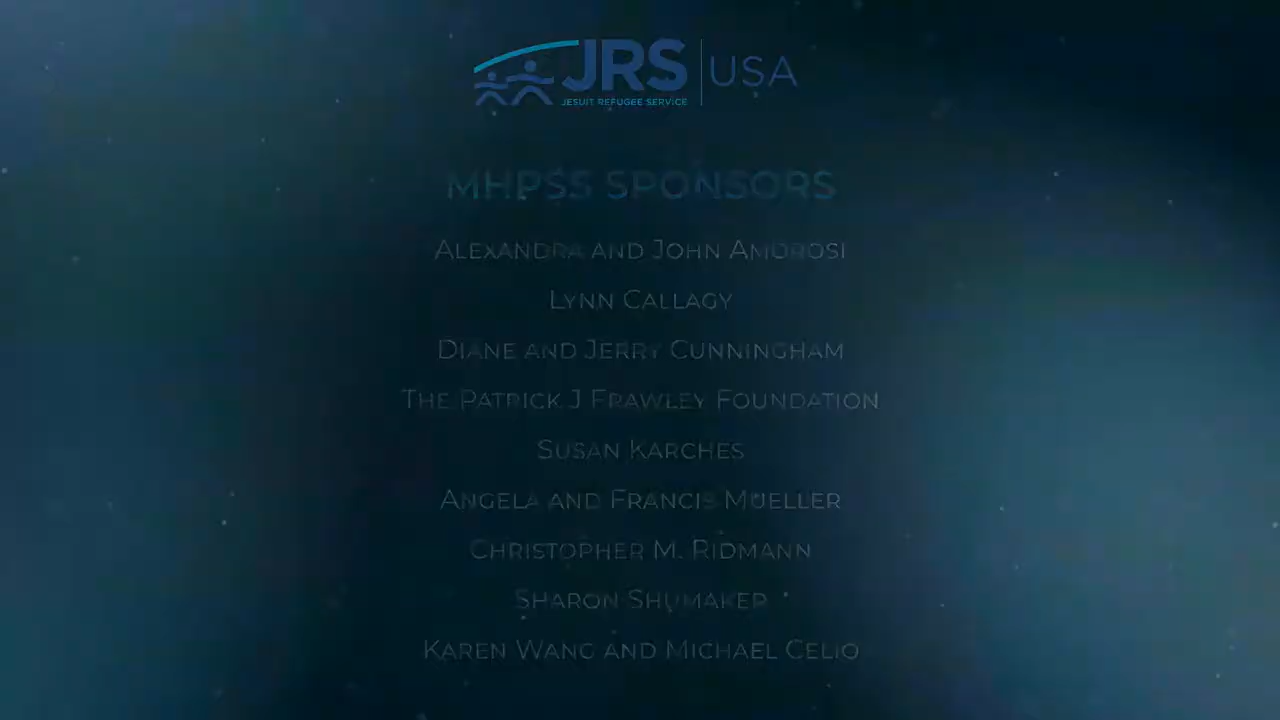 JRS | USA
JESUIT REFUGEE SERVICE
MHPSS SPONSORS
ALEXANDRA AND JOHN AMOROSI
LYNN CALLAGY
DIANE AND JERRY CUNNINGHAM
THE PATRICK J FRAWLEY FOUNDATION
SUSAN KARCHES
ANGELA AND FRANCIS MUELLER
CHRISTOPHER M. RIDMANN
SHARON SHUMAKER
KAREN WANG AND MICHAEL CELIO